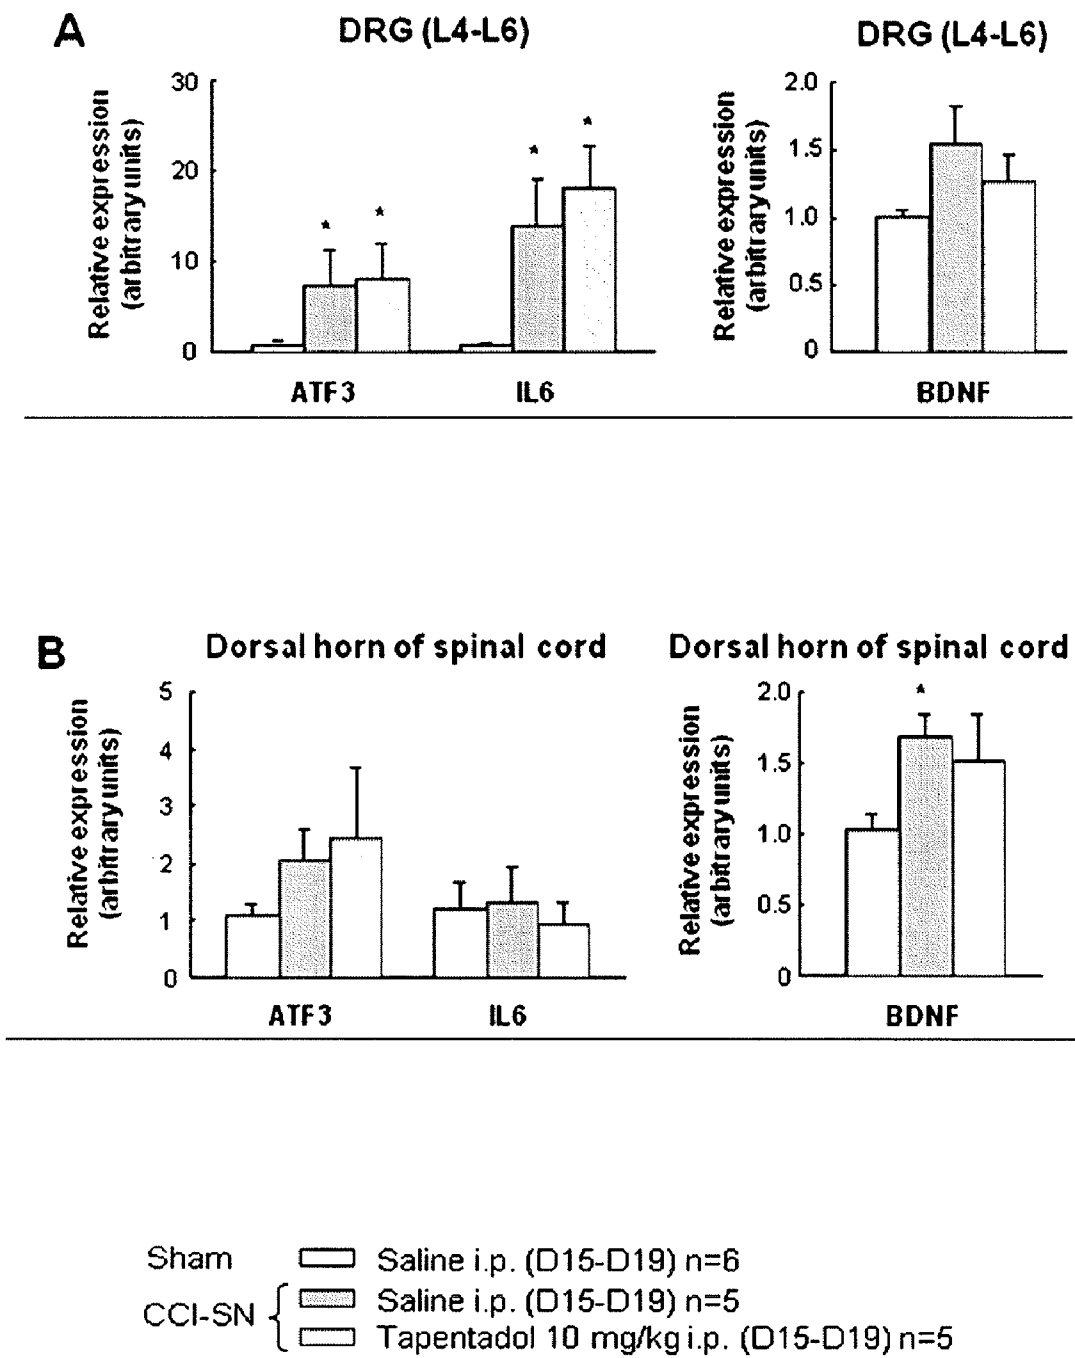 A
DRG (L4-L6)
DRG (L4-L6)
Relative expression
(arbitrary units)
30
20
10
0
*
*
*
*
ATF3
IL6
Relative expression
(arbitrary units)
2.0
1.5
1.0
0.5
0
BDNF
B
Dorsal horn of spinal cord
Dorsal horn of spinal cord
Relative expression
(arbitrary units)
5
4
3
2
1
0
ATF3
IL6
Relative expression
(arbitrary units)
2.0
1.5
1.0
0.5
0
*
BDNF
Sham
Saline i.p. (D15-D19) n=6
CCI-SN
Saline i.p. (D15-D19) n=5
Tapentadol 10 mg/kg i.p. (D15-D19) n=5